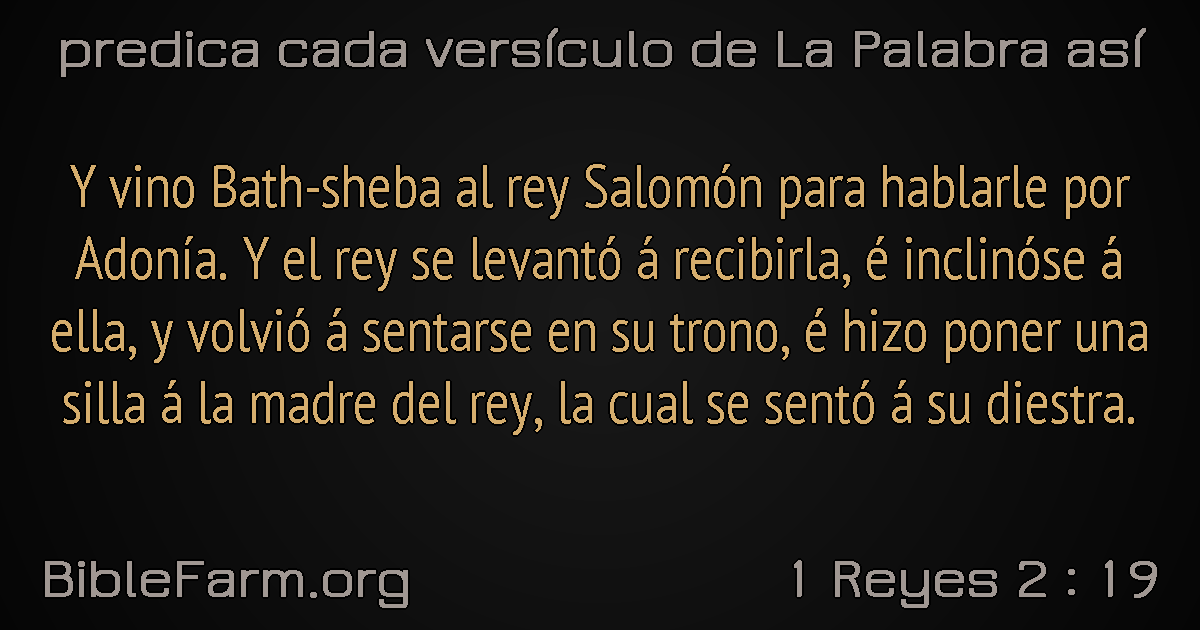 predica cada versículo de La Palabra así
Y vino Bath-sheba al rey Salomón para hablarle por
Adonía. Y el rey se levantó á recibirla, é inclinóse á
ella, y volvió á sentarse en su trono, é hizo poner una
silla á la madre del rey, la cual se sentó á su diestra.
BibleFarm.org
1 Reyes 2 : 19